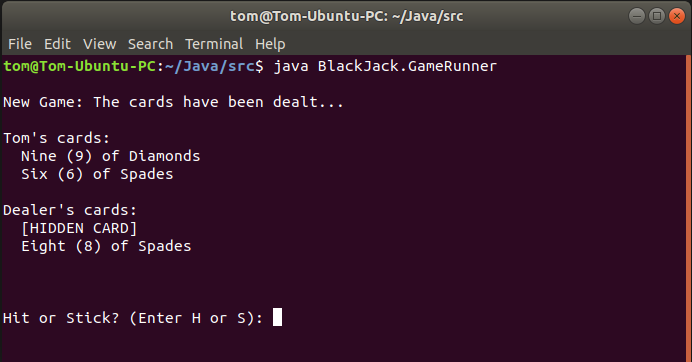 tom@Tom-Ubuntu-PC: ~/Java/src
File Edit View Search Terminal Help
tom@Tom-Ubuntu-PC:~/Java/src$ java BlackJack.GameRunner
New Game: The cards have been dealt...
Tom's cards:
Nine (9) of Diamonds
Six (6) of Spades
Dealer's cards:
[HIDDEN CARD]
Eight (8) of Spades
Hit or Stick? (Enter H or S):